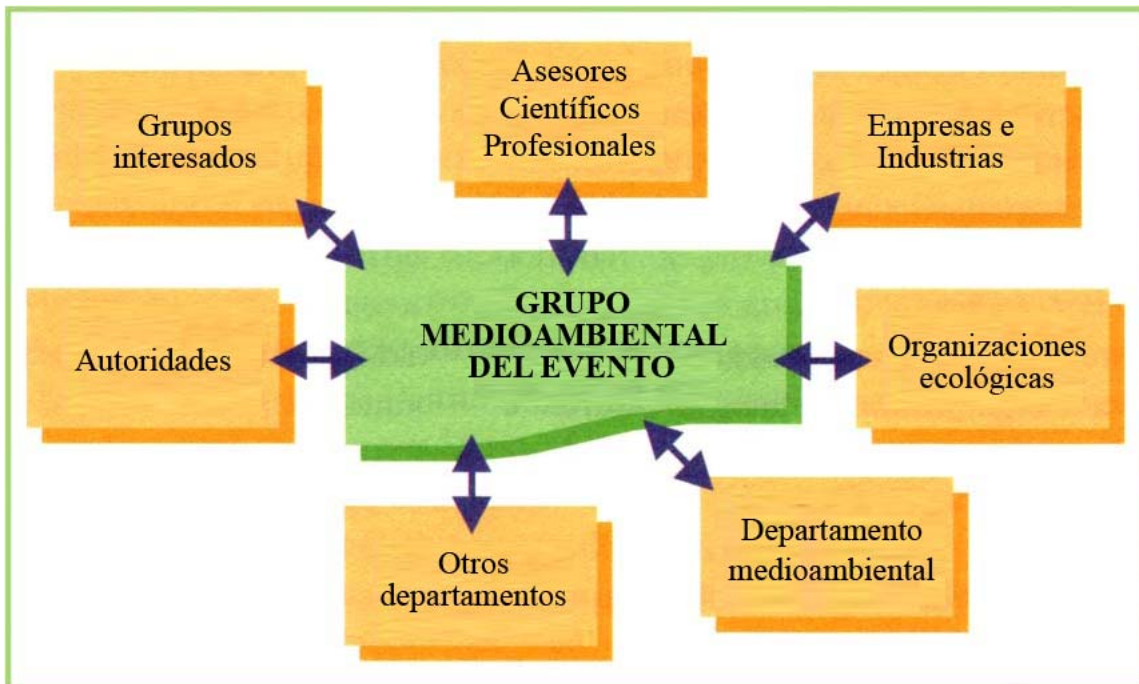 Grupos
interesados
Asesores
Científicos
Profesionales
Empresas e
Industrias
Autoridades
GRUPO
MEDIOAMBIENTAL
DEL EVENTO
Organizaciones
ecológicas
Otros
departamentos
Departamento
medioambiental